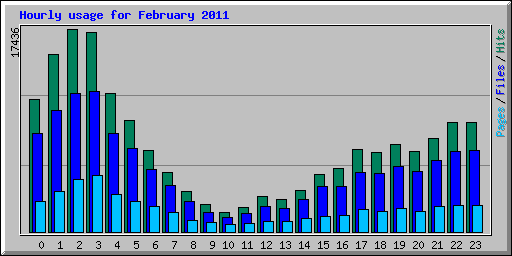 Hourly usage for February 2011
17436
Pages / Files / Hits
0 1 2 3 4 5 6 7 8 9 10 11 12 13 14 15 16 17 18 19 20 21 22 23